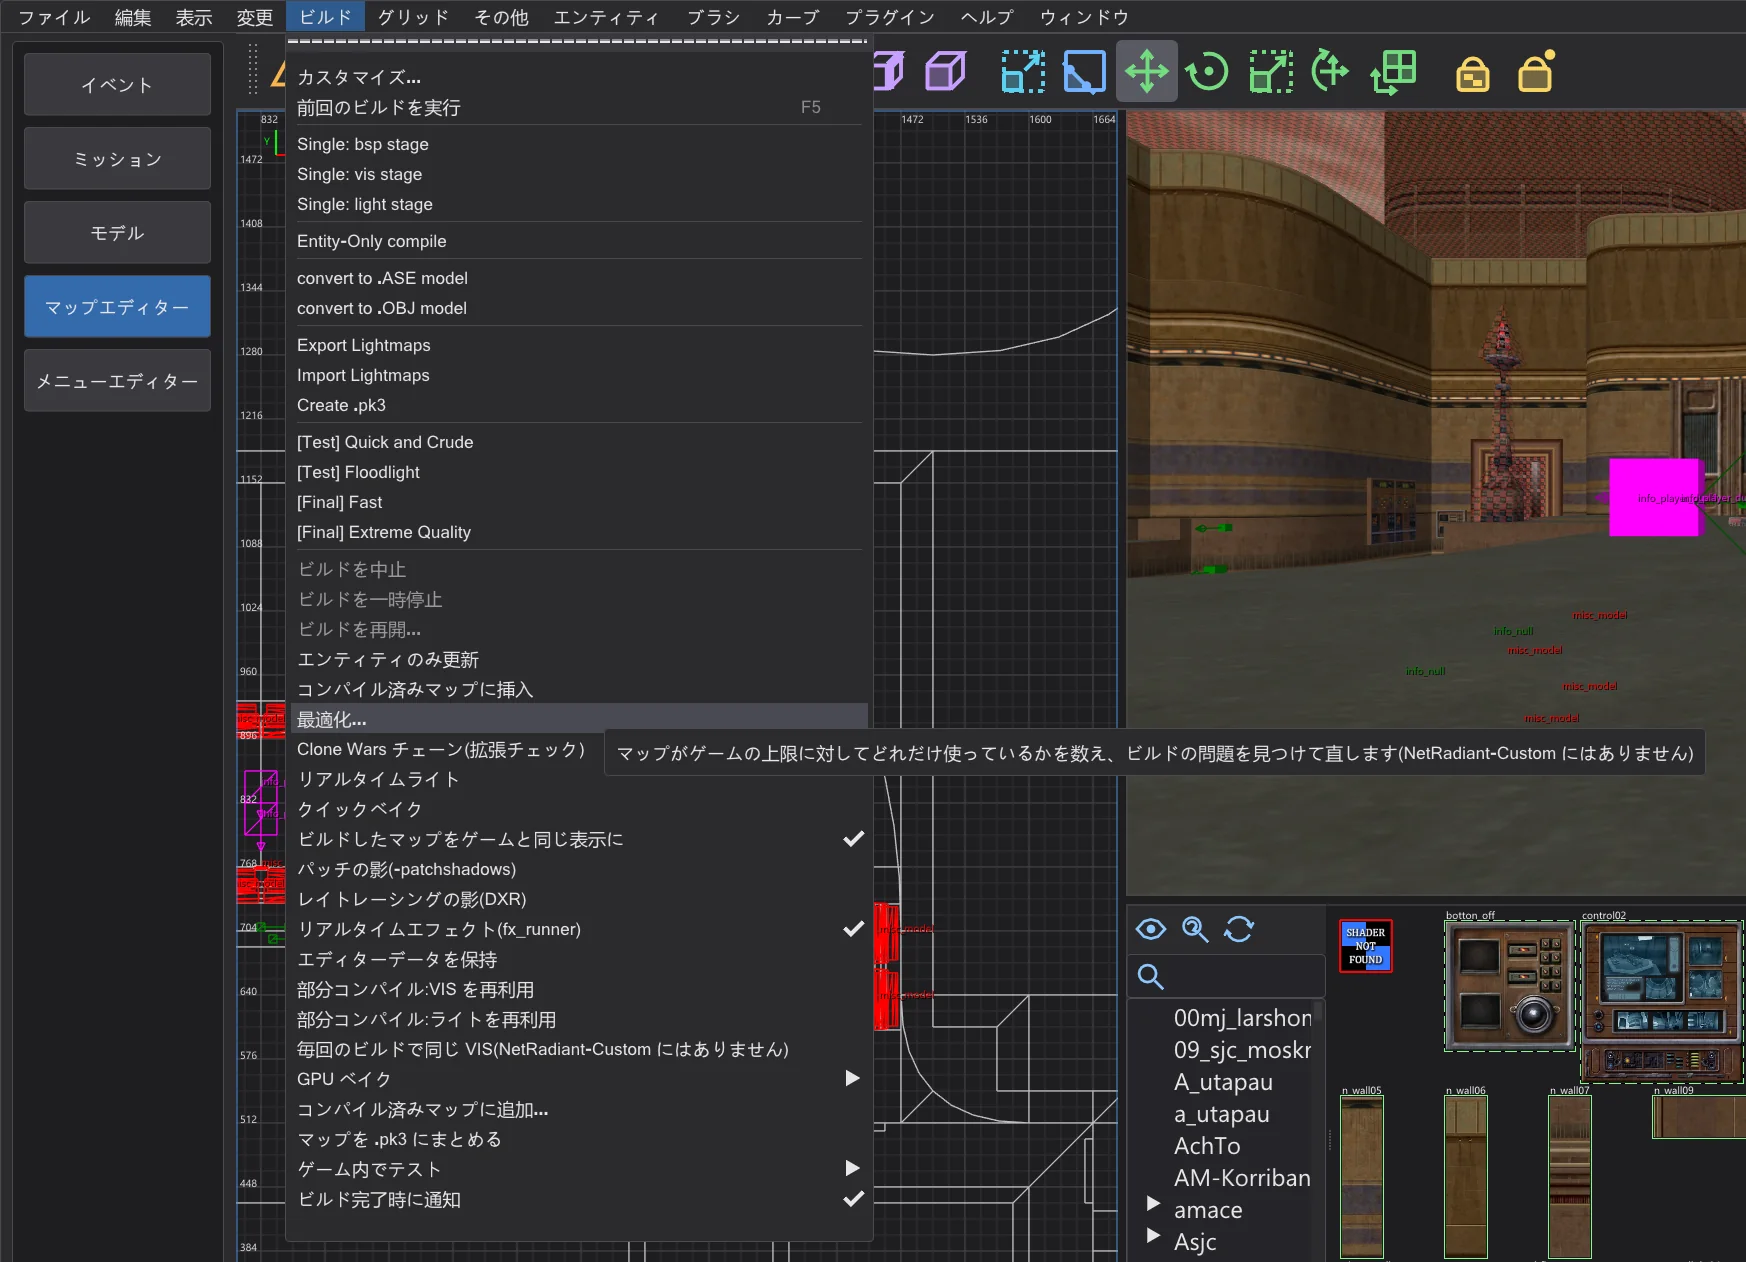 ファイル 編集 表示 変更 ビルド グリッド その他 エンティティ ブラシ カーブ プラグイン ヘルプ ウィンドウ
イベント
ミッション
モデル
マップエディター
メニューエディター
カスタマイズ...
前回のビルドを実行 F5
Single: bsp stage
Single: vis stage
Single: light stage
Entity-Only compile
convert to .ASE model
convert to .OBJ model
Export Lightmaps
Import Lightmaps
Create .pk3
[Test] Quick and Crude
[Test] Floodlight
[Final] Fast
[Final] Extreme Quality
ビルドを中止
ビルドを一時停止
ビルドを再開...
エンティティのみ更新
コンパイル済みマップに挿入
最適化...
Clone Wars チェーン(拡張チェック)
マップがゲームの上限に対してどれだけ使っているかを数え、ビルドの問題を見つけて直します(NetRadiant-Custom にはありません)
リアルタイムライト
クイックベイク
ビルドしたマップをゲームと同じ表示に
パッチの影(-patchshadows)
レイトレーシングの影(DXR)
リアルタイムエフェクト(fx_runner)
エディターデータを保持
部分コンパイル:VIS を再利用
部分コンパイル:ライトを再利用
毎回のビルドで同じ VIS(NetRadiant-Custom にはありません)
GPU ベイク
コンパイル済みマップに追加...
マップを .pk3 にまとめる
ゲーム内でテスト
ビルド完了時に通知
832
1472 1536 1600 1664
Y
1472
1408
1344
1280
1216
1152
1088
1024
960
896
832
768
704
640
576
512
448
384
misc_model
misc_model
misc_model
info_null
misc_model
info_null
misc_model
misc_model
SHADER
NOT
FOUND
botton_off
control02
n_wall05
n_wall06
n_wall07
n_wall09
00mj_larshom
09_sjc_moskr
A_utapau
a_utapau
AchTo
AM-Korriban
amace
Asjc